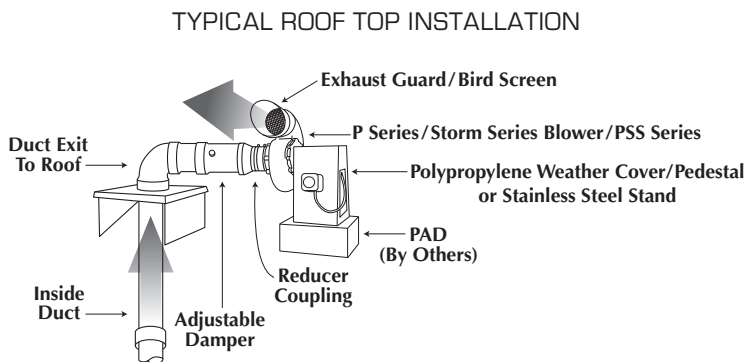 TYPICAL ROOF TOP INSTALLATION
Exhaust Guard/Bird Screen
P Series/Storm Series Blower/PSS Series
Duct Exit
To Roof
Polypropylene Weather Cover/Pedestal
or Stainless Steel Stand
PAD
(By Others)
Reducer
Coupling
Inside
Duct
Adjustable
Damper